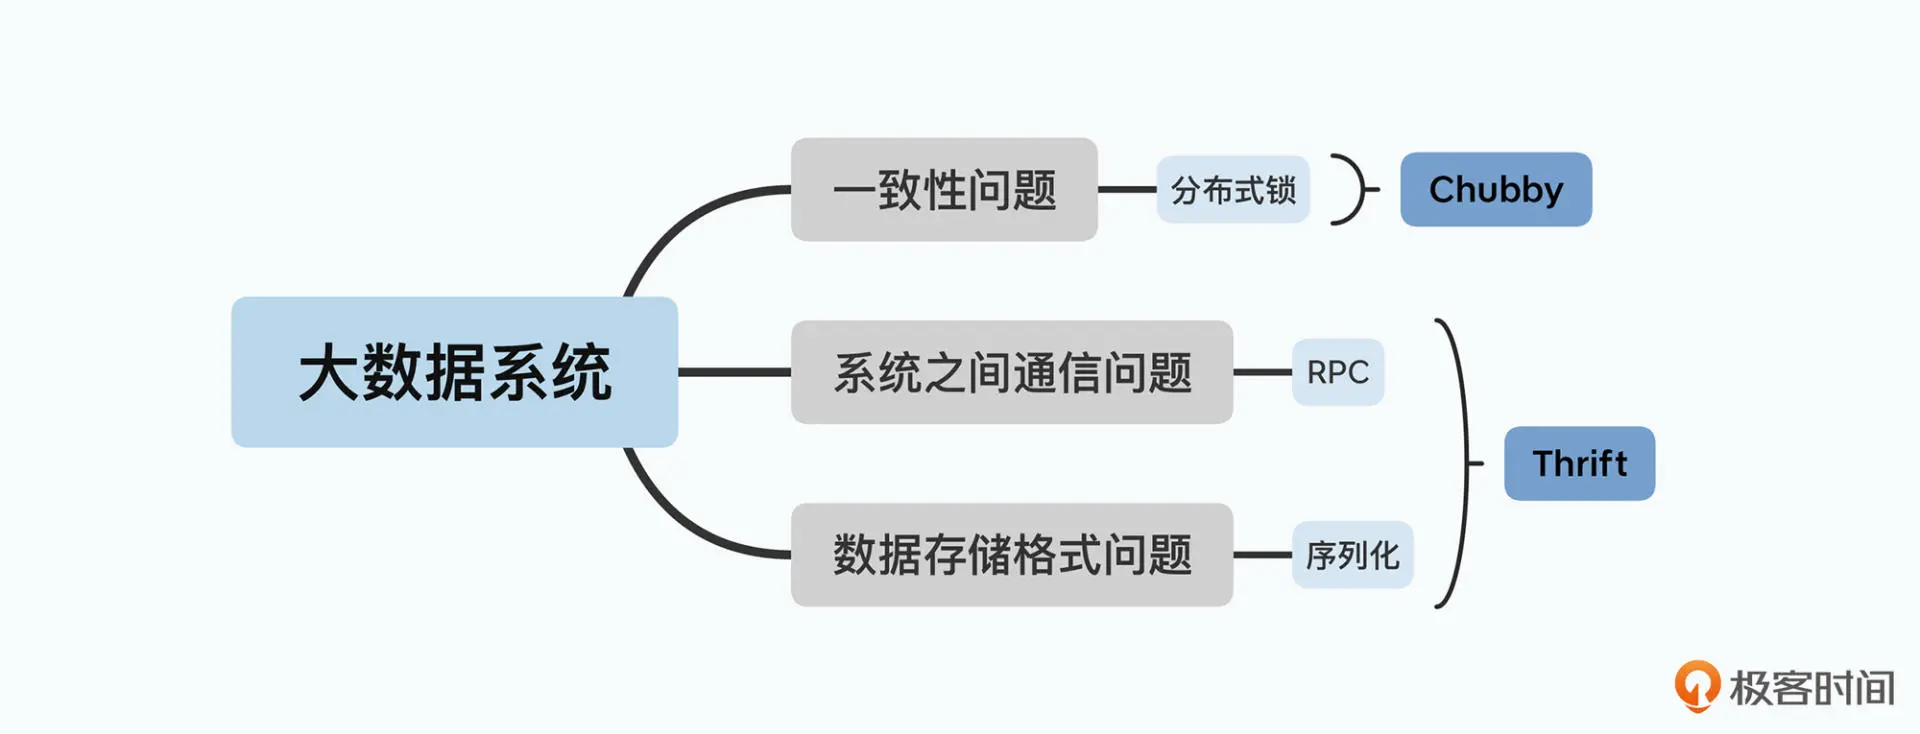 大数据系统
一致性问题
分布式锁
Chubby
系统之间通信问题
RPC
数据存储格式问题
序列化
Thrift
极客时间